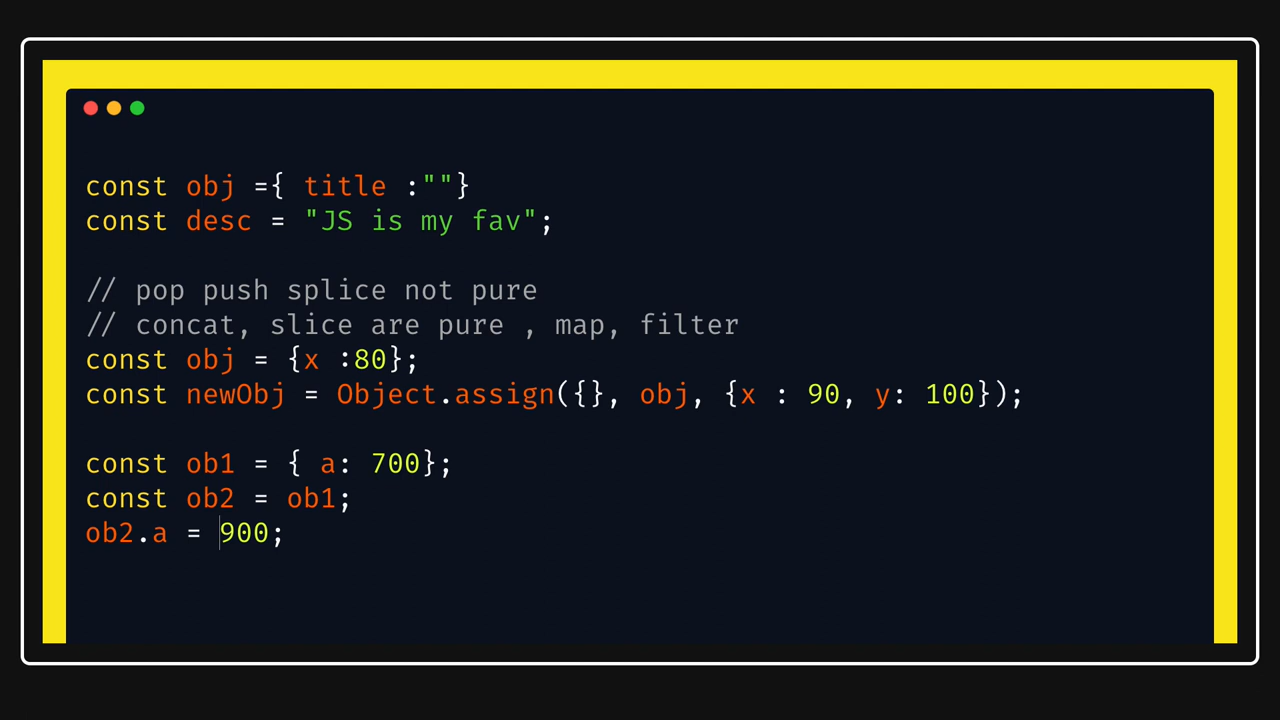 const obj ={ title :""}
const desc = "JS is my fav";
// pop push splice not pure
// concat, slice are pure , map, filter
const obj = {x :80};
const newObj = Object.assign({}, obj, {x : 90, y: 100});
const ob1 = { a: 700};
const ob2 = ob1;
ob2.a = 900;